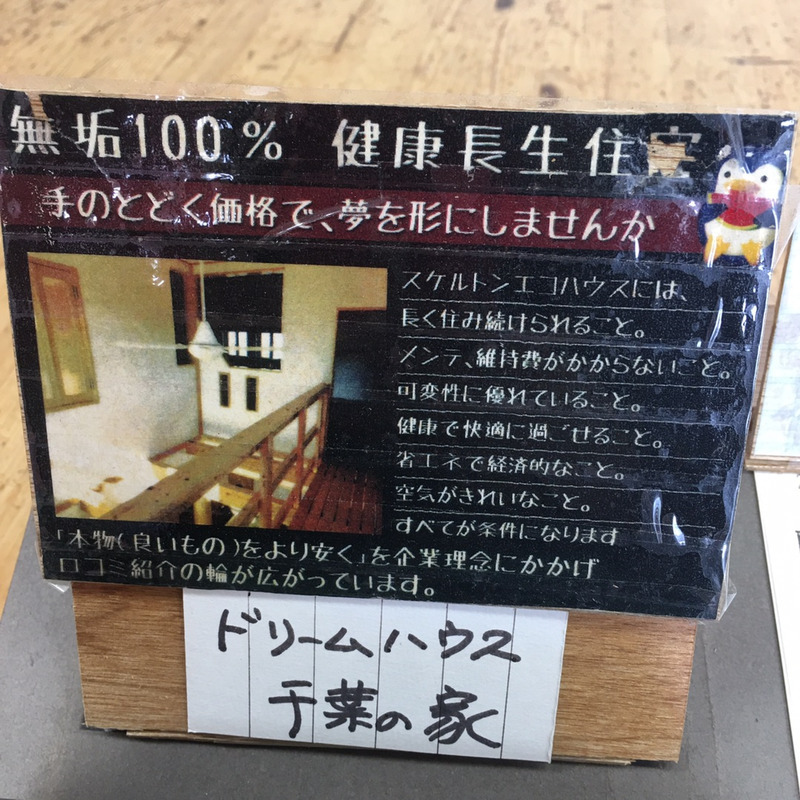 無垢100% 健康長生住宅
手のとどく価格で、夢を形にしませんか
スケルトンエコハウスには、
長く住み続けられること。
メンテ、維持費がかからないこと。
可変性に優れていること。
健康で快適に過ごせること。
省エネで経済的なこと。
空気がきれいなこと。
すべてが条件になります
「本物(良いもの)をより安く」を企業理念にかかげ
口コミ紹介の輪が広がっています。
ドリームハウス
千葉の家